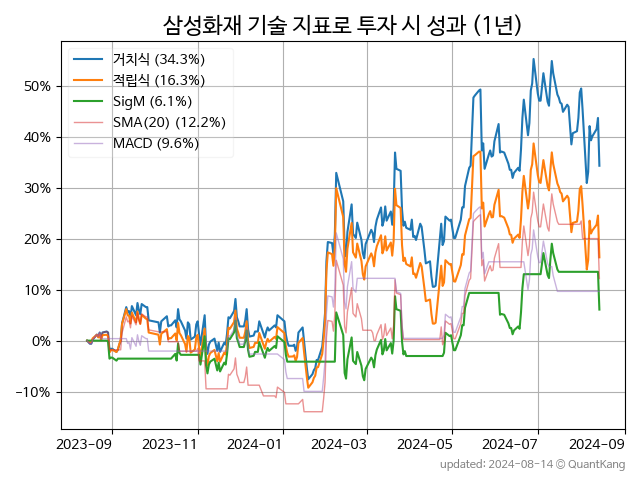 삼성화재 기술 지표로 투자 시 성과 (1년)
거치식 (34.3%)
적립식 (16.3%)
SigM (6.1%)
SMA(20) (12.2%)
MACD (9.6%)
50%
40%
30%
20%
10%
0%
−10%
2023-09 2023-11 2024-01 2024-03 2024-05 2024-07 2024-09
updated: 2024-08-14 @ QuantKang